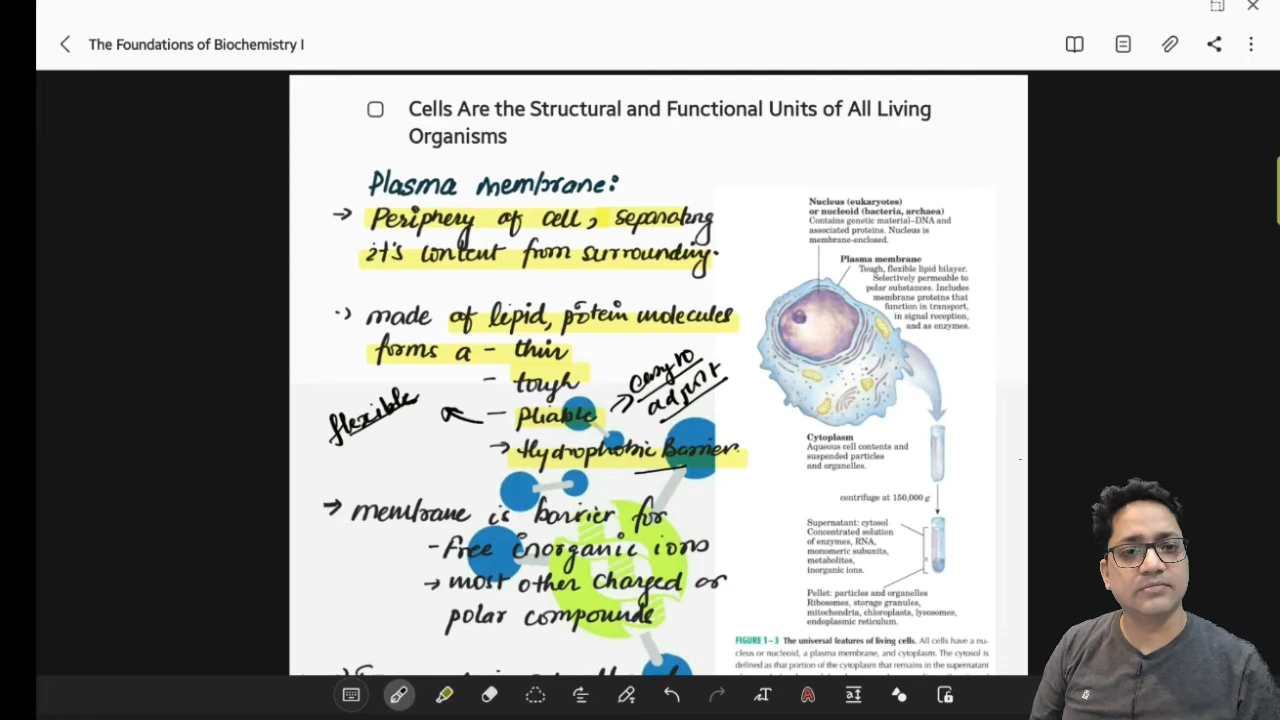 The Foundations of Biochemistry I
Cells Are the Structural and Functional Units of All Living
Organisms
Plasma membrane:
→ Periphery of cell, separating
it's content from surrounding.
made of lipid, protein molecules
forms a - thin
- tough
flexible ← - Pliable → easy to
adjust
→ Hydrophobic Barrier.
→ membrane is barrier for
- Free inorganic ions
→ most other charged or
polar compounds
Nucleus (eukaryotes)
or nucleoid (bacteria, archaea)
Contains genetic material–DNA and
associated proteins. Nucleus is
membrane-enclosed.
Plasma membrane
Tough, flexible lipid bilayer.
Selectively permeable to
polar substances. Includes
membrane proteins that
function in transport,
in signal reception,
and as enzymes.
Cytoplasm
Aqueous cell contents and
suspended particles
and organelles.
centrifuge at 150,000 g
Supernatant: cytosol
Concentrated solution
of enzymes, RNA,
monomeric subunits,
metabolites,
inorganic ions.
Pellet: particles and organelles
Ribosomes, storage granules,
mitochondria, chloroplasts, lysosomes,
endoplasmic reticulum.
FIGURE 1–3 The universal features of living cells. All cells have a nu-
cleus or nucleoid, a plasma membrane, and cytoplasm. The cytosol is
defined as that portion of the cytoplasm that remains in the supernatant